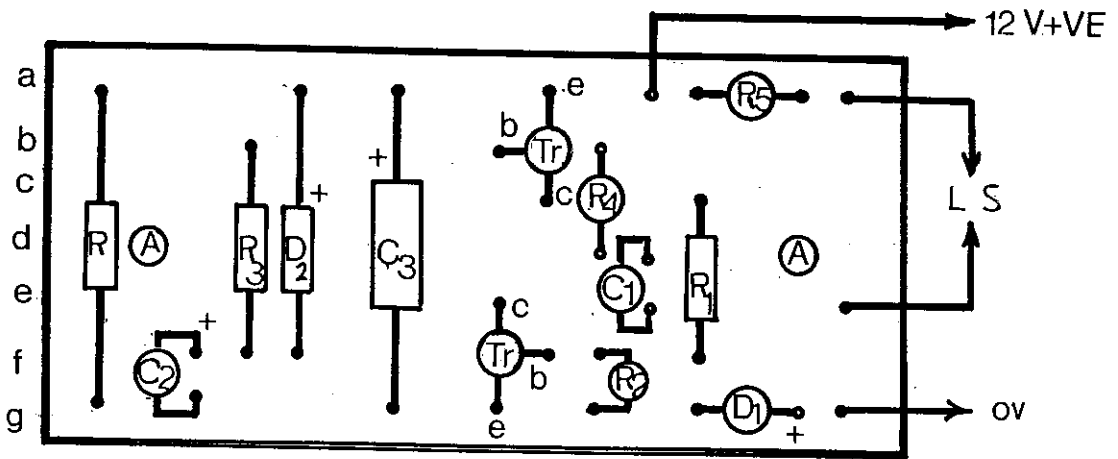 12 V+VE
a
e
R5
b
b
Tr
+
c
+
c
R4
L S
d
R
A
R3
D2
C3
A
e
C1
R1
c
+
f
C2
Tr
b
R2
g
e
D1
+
ov